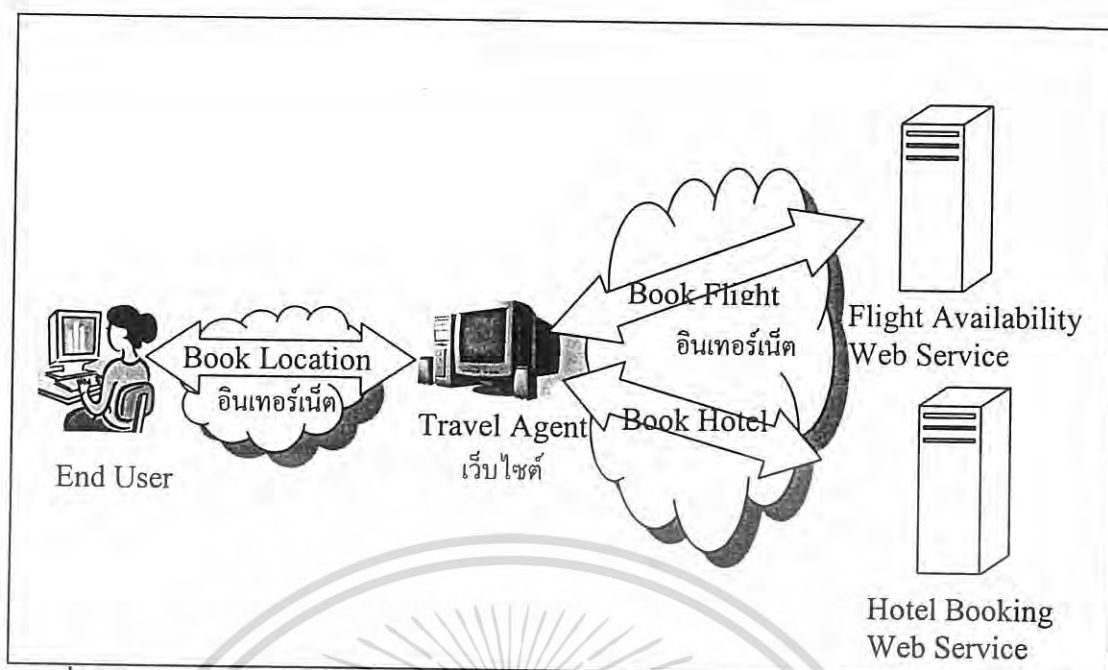 Book Flight
อินเทอร์เน็ต
Flight Availability
Web Service
Book Location
อินเทอร์เน็ต
Travel Agent
เว็บไซต์
Book Hotel
End User
Hotel Booking
Web Service